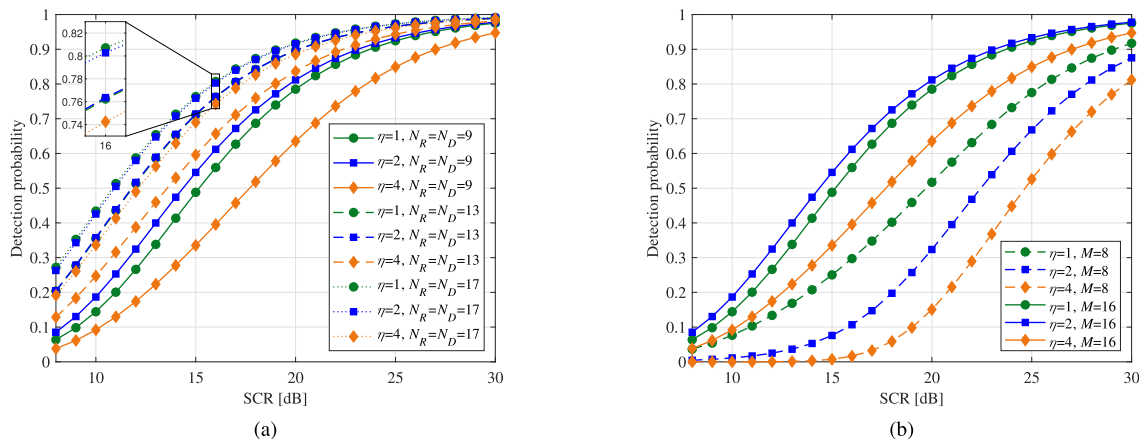 1
0.9
0.8
0.7
0.6
0.5
0.4
0.3
0.2
0.1
0
Detection probability
0.82
0.8
0.78
0.76
0.74
16
η=1, N_R=N_D=9
η=2, N_R=N_D=9
η=4, N_R=N_D=9
η=1, N_R=N_D=13
η=2, N_R=N_D=13
η=4, N_R=N_D=13
η=1, N_R=N_D=17
η=2, N_R=N_D=17
η=4, N_R=N_D=17
10 15 20 25 30
SCR [dB]
(a)
1
0.9
0.8
0.7
0.6
0.5
0.4
0.3
0.2
0.1
0
Detection probability
η=1, M=8
η=2, M=8
η=4, M=8
η=1, M=16
η=2, M=16
η=4, M=16
10 15 20 25 30
SCR [dB]
(b)